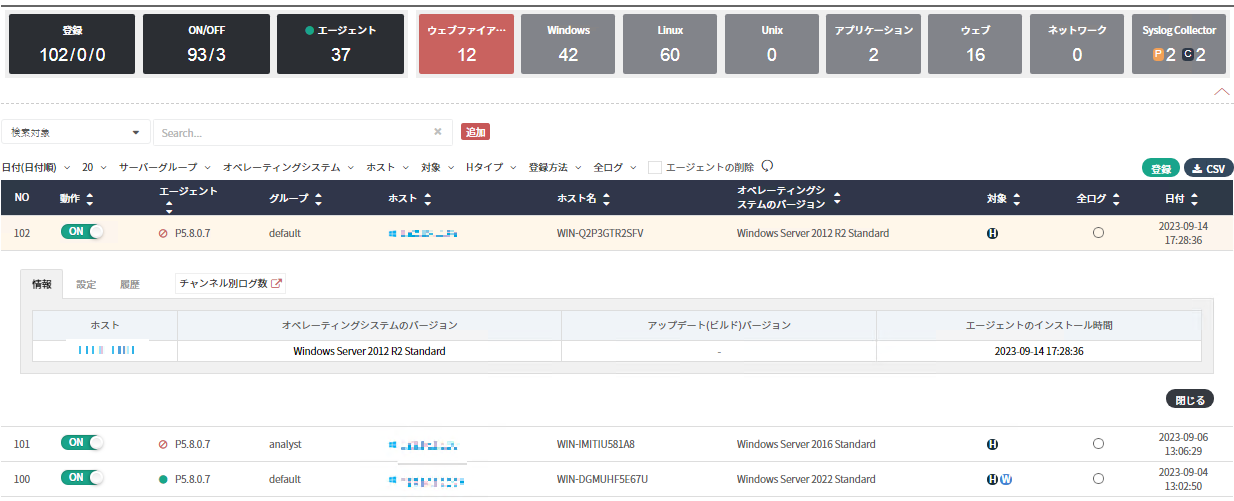 登録
102/0/0
ON/OFF
93/3
エージェント
37
ウェブファイア…
12
Windows
42
Linux
60
Unix
0
アプリケーション
2
ウェブ
16
ネットワーク
0
Syslog Collector
P 2 C 2
検索対象 Search... × 追加
日付(日付順) 20 サーバーグループ オペレーティングシステム ホスト 対象 Hタイプ 登録方法 全ログ エージェントの削除 登録 CSV
NO 動作 エージェント グループ ホスト ホスト名 オペレーティングシステムのバージョン 対象 全ログ 日付
102 ON P5.8.0.7 default WIN-Q2P3GTR2SFV Windows Server 2012 R2 Standard H 2023-09-14 17:28:36
情報 設定 履歴 チャンネル別ログ数
ホスト オペレーティングシステムのバージョン アップデート(ビルド)バージョン エージェントのインストール時間
Windows Server 2012 R2 Standard - 2023-09-14 17:28:36
閉じる
101 ON P5.8.0.7 analyst WIN-IMITIU581A8 Windows Server 2016 Standard H 2023-09-06 13:06:29
100 ON P5.8.0.7 default WIN-DGMUHF5E67U Windows Server 2022 Standard H W 2023-09-04 13:02:50